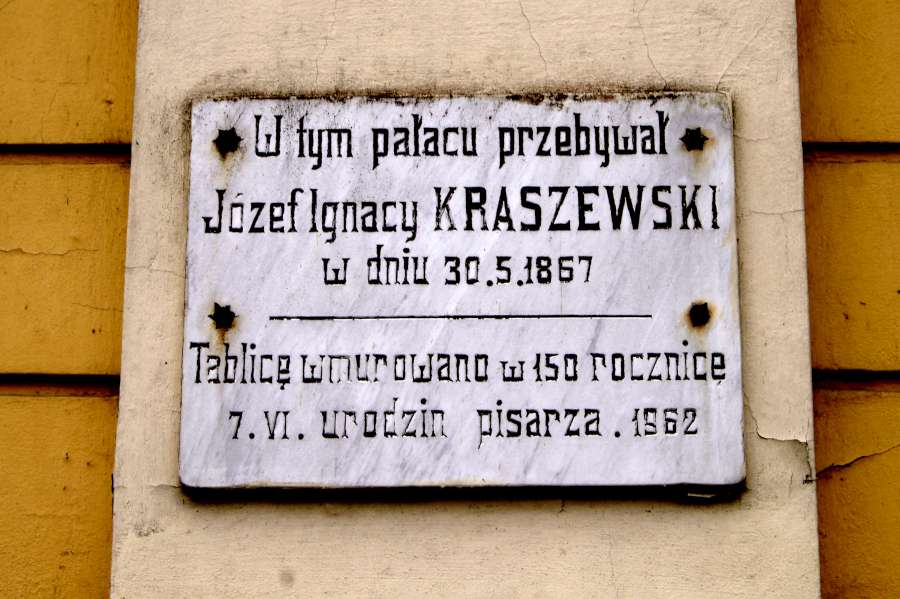 W tym pałacu przebywał
Józef Ignacy KRASZEWSKI
w dniu 30.5.1867
Tablicę wmurowano w 150 rocznicę
7.VI. urodzin pisarza. 1962